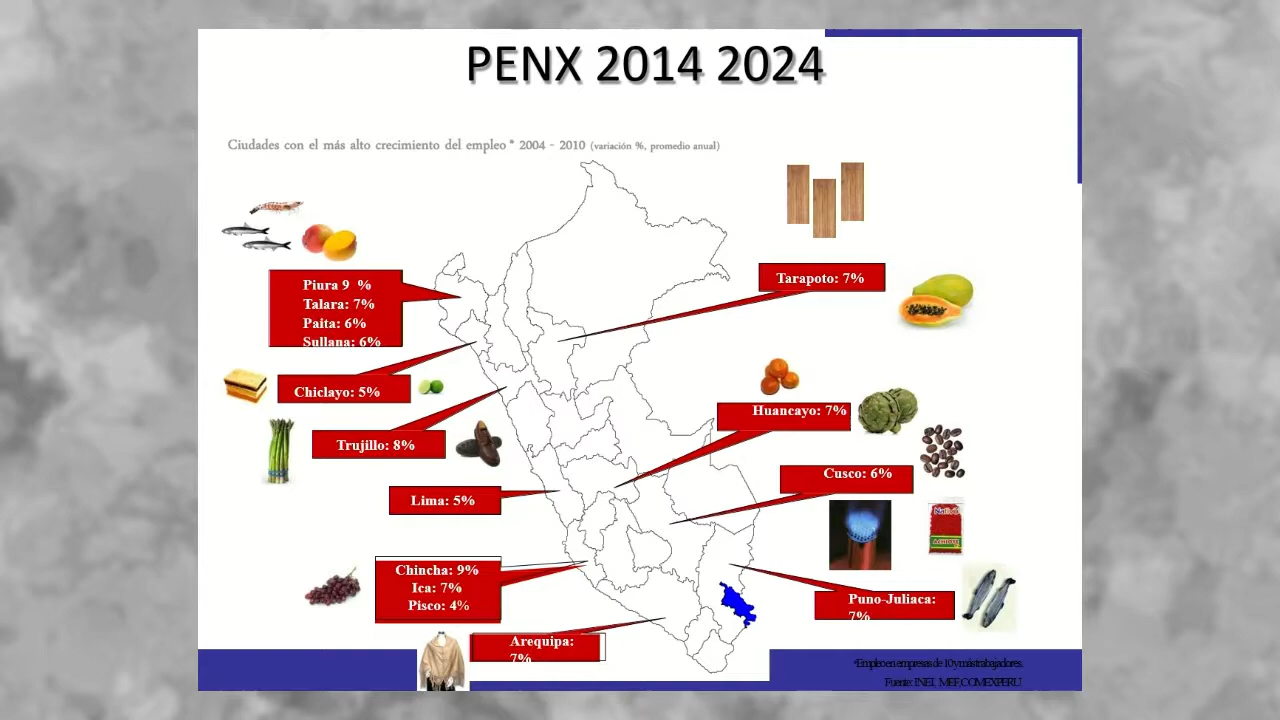 PENX 2014 2024
Ciudades con el más alto crecimiento del empleo * 2004 - 2010 (variación %, promedio anual)
Piura 9 %
Talara: 7%
Paita: 6%
Sullana: 6%
Tarapoto: 7%
Chiclayo: 5%
Huancayo: 7%
Trujillo: 8%
Cusco: 6%
Lima: 5%
Chincha: 9%
Ica: 7%
Pisco: 4%
Puno-Juliaca:
7%
Arequipa:
7%
*Empleo en empresas de 10 y más trabajadores.
Fuente: INEI, MEF, COMEXPERU